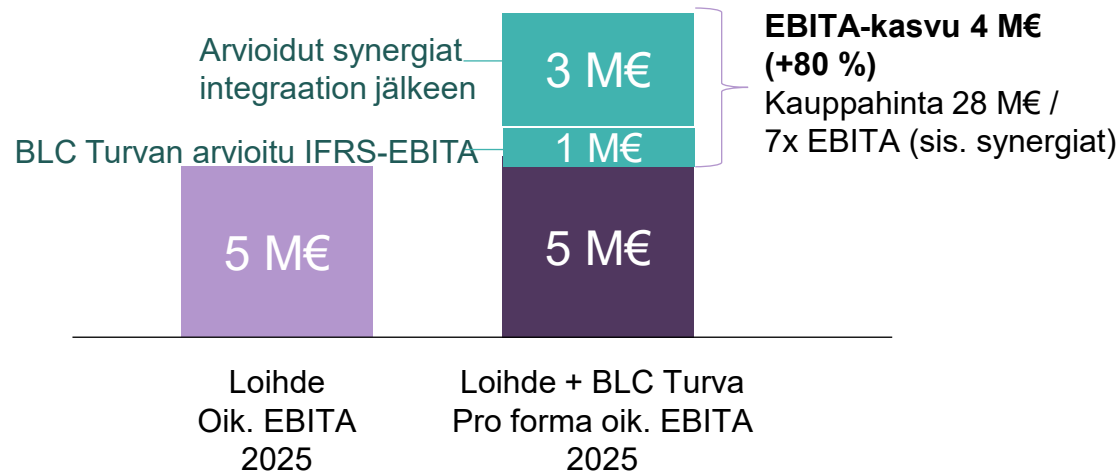 Arvioidut synergiat
integraation jälkeen
3 M€
EBITA-kasvu 4 M€
(+80 %)
Kauppahinta 28 M€ /
7x EBITA (sis. synergiat)
BLC Turvan arvioitu IFRS-EBITA
1 M€
5 M€
5 M€
Loihde
Oik. EBITA
2025
Loihde + BLC Turva
Pro forma oik. EBITA
2025